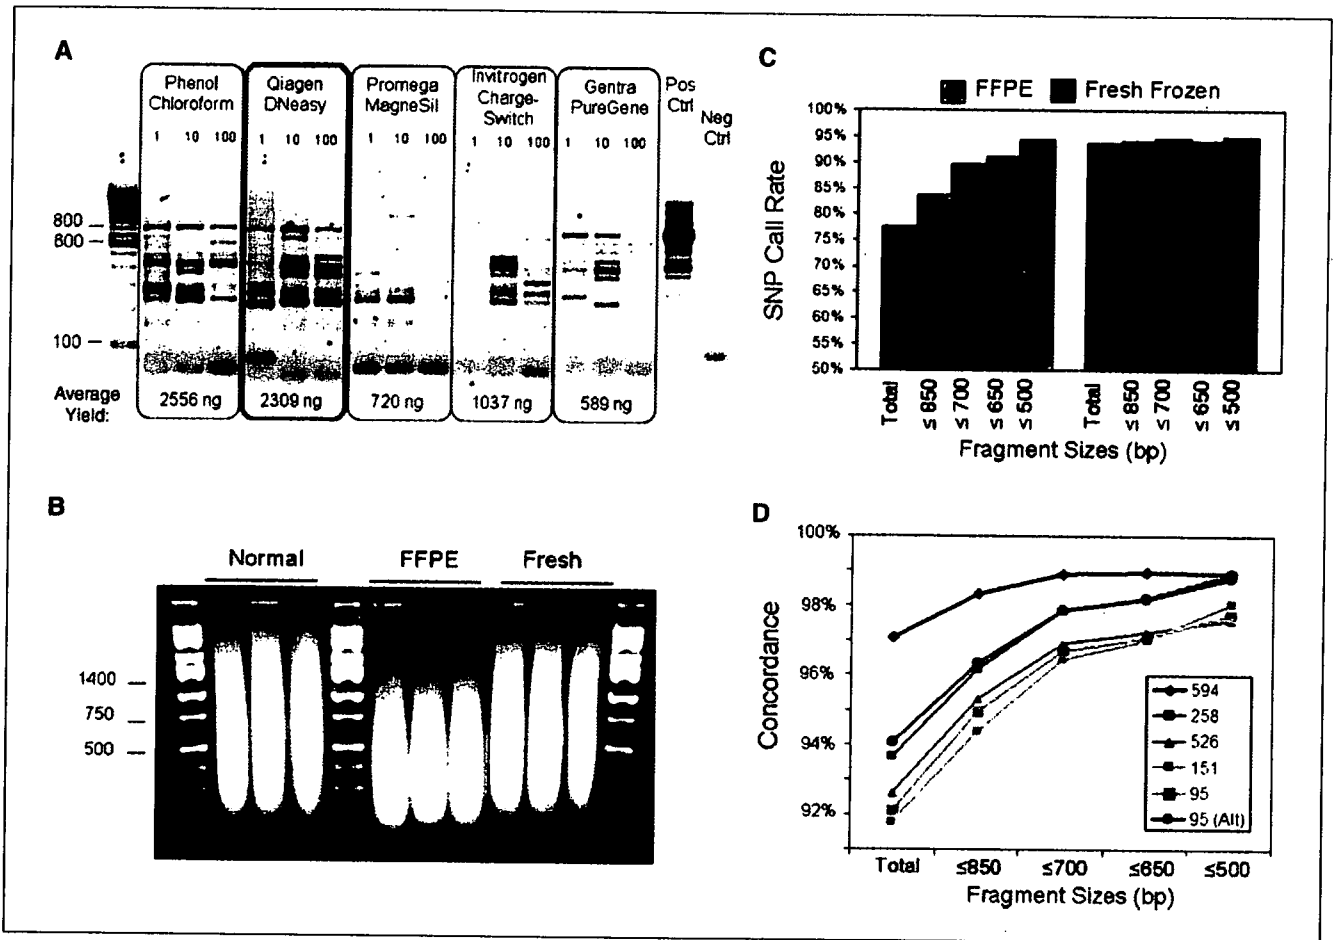 A
Phenol
Chloroform
Qiagen
DNeasy
Promega
MagneSil
Invitrogen
Charge-
Switch
Gentra
PureGene
Pos
Ctrl
Neg
Ctrl
1 10 100
1 10 100
1 10 100
1 10 100
1 10 100
800
800
100
Average
Yield:
2556 ng
2309 ng
720 ng
1037 ng
589 ng
B
Normal
FFPE
Fresh
1400
750
500
C
FFPE
Fresh Frozen
SNP Call Rate
100%
95%
90%
85%
80%
75%
70%
65%
60%
55%
50%
Total
≤ 850
≤ 700
≤ 650
≤ 500
Total
≤ 850
≤ 700
≤ 650
≤ 500
Fragment Sizes (bp)
D
Concordance
100%
98%
96%
94%
92%
594
258
526
151
95
95 (Alt)
Total
≤850
≤700
≤650
≤500
Fragment Sizes (bp)